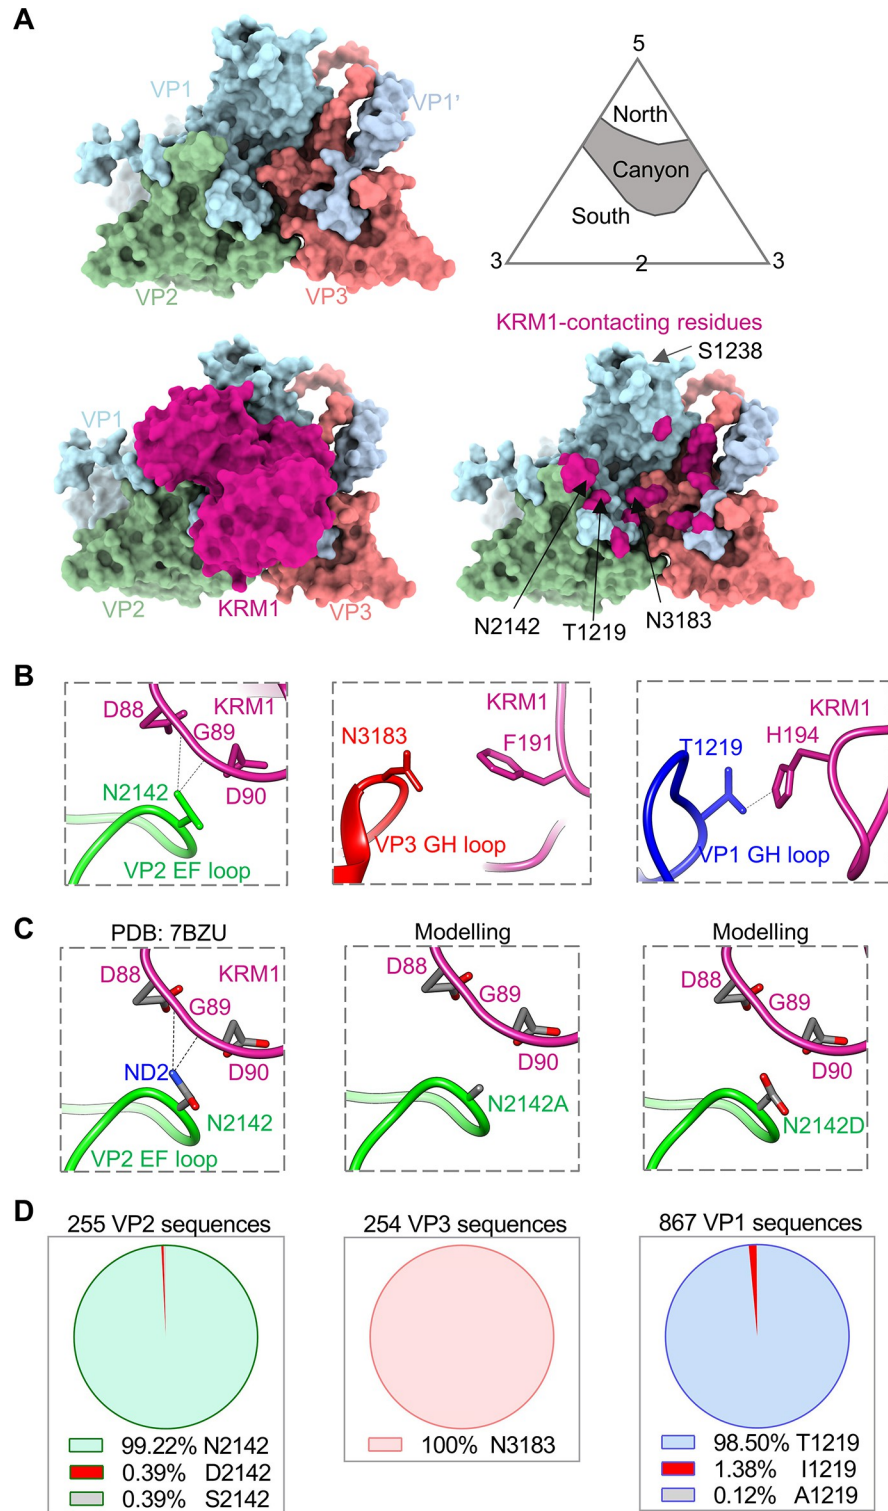 A
VP1
VP1'
VP2
VP3
5
North
Canyon
South
3
2
3
KRM1-contacting residues
S1238
VP1
VP2
KRM1
VP3
N2142
T1219
N3183
B
D88
KRM1
G89
N2142
D90
VP2 EF loop
KRM1
N3183
F191
VP3 GH loop
KRM1
T1219
H194
VP1 GH loop
C
PDB: 7BZU
D88
KRM1
G89
ND2
D90
N2142
VP2 EF loop
Modelling
D88
G89
D90
N2142A
Modelling
D88
G89
D90
N2142D
D
255 VP2 sequences
99.22% N2142
0.39% D2142
0.39% S2142
254 VP3 sequences
100% N3183
867 VP1 sequences
98.50% T1219
1.38% I1219
0.12% A1219